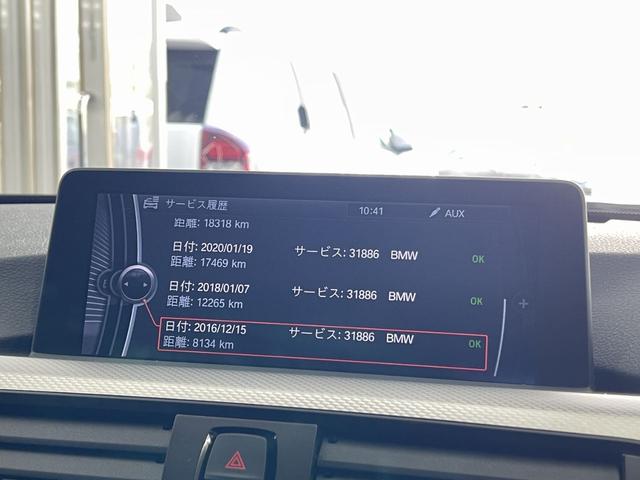 サービス履歴 10:41 AUX
距離: 18318 km
日付: 2020/01/19 サービス: 31886 BMW OK
距離: 17469 km
日付: 2018/01/07 サービス: 31886 BMW OK
距離: 12265 km
日付: 2016/12/15 サービス: 31886 BMW OK
距離: 8134 km